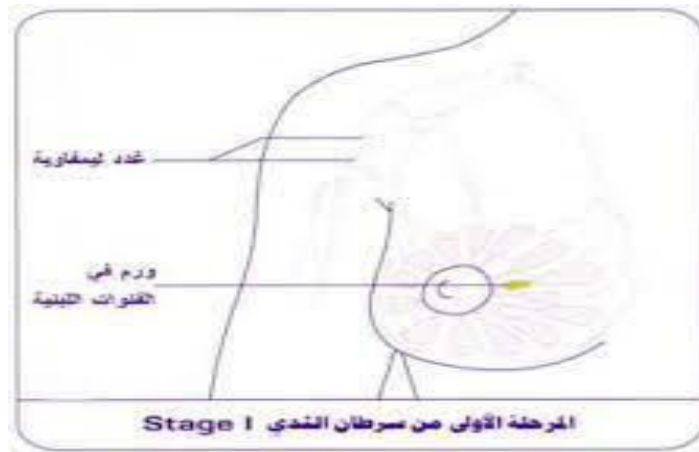 غدد ليمفاوية
ورم في
القنوات اللبنية
المرحلة الأولى من سرطان الثدي Stage I